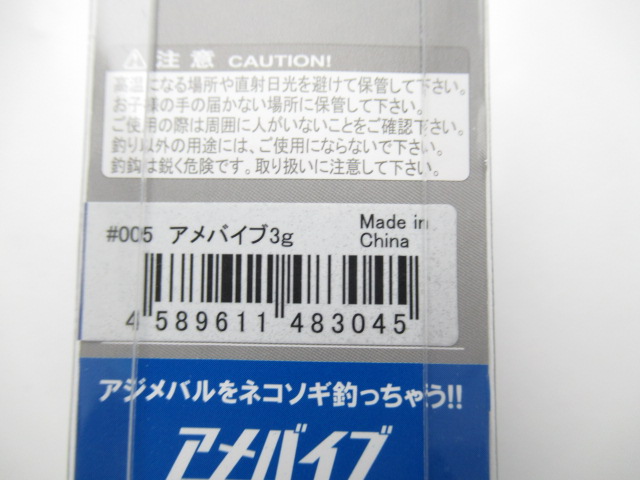 注意 CAUTION!
高温になる場所や直射日光を避けて保管して下さい。
お子様の手の届かない場所に保管して下さい。
ご使用の際は周囲に人がいないことをご確認下さい。
釣り以外の用途には、ご使用にならないで下さい。
釣鈎は鋭く危険です。取り扱いに注意して下さい。
#005 アメバイブ3g
Made in
China
4 589611 483045
アジメバルをネコソギ釣っちゃう!!
アメバイブ